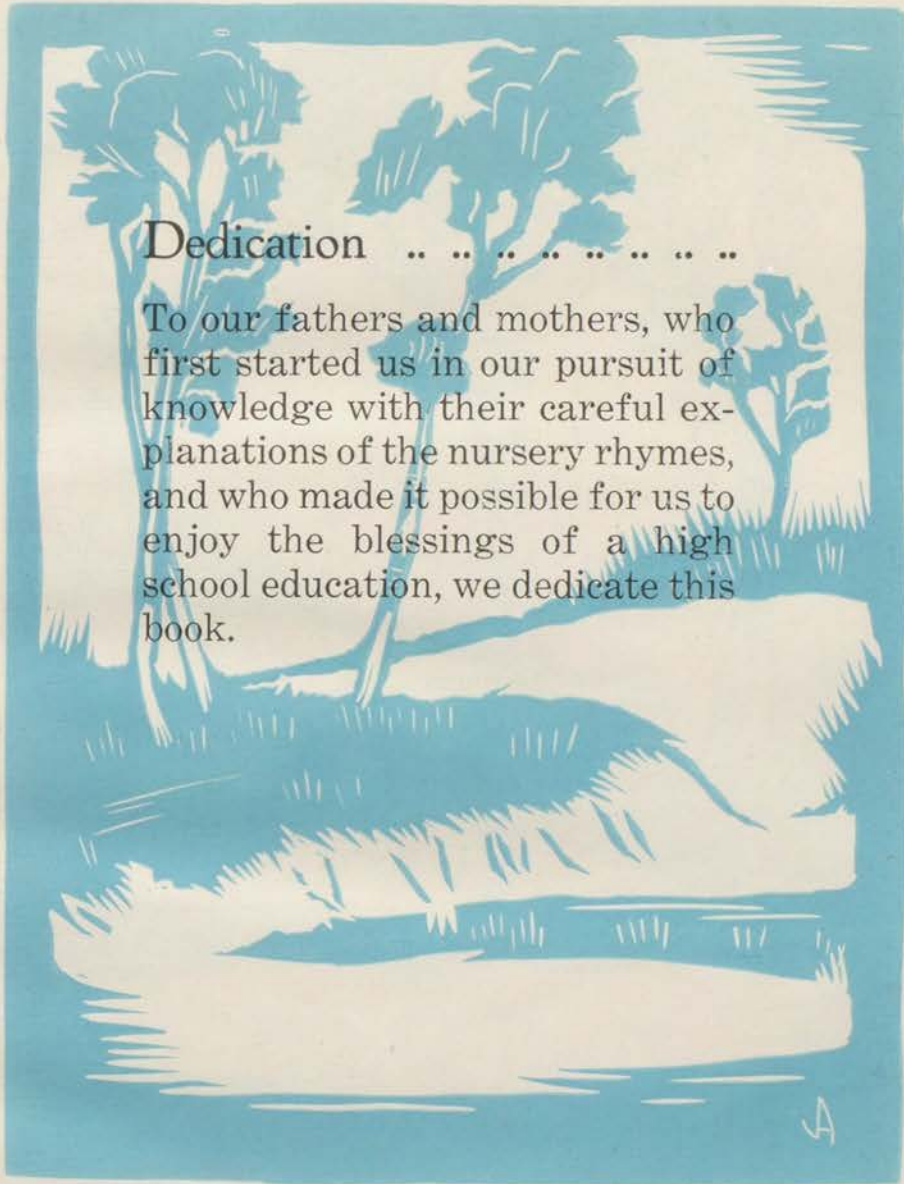 Dedication .. .. .. .. .. .. .. ..
To our fathers and mothers, who
first started us in our pursuit of
knowledge with their careful ex-
planations of the nursery rhymes,
and who made it possible for us to
enjoy the blessings of a high
school education, we dedicate this
book.
JA